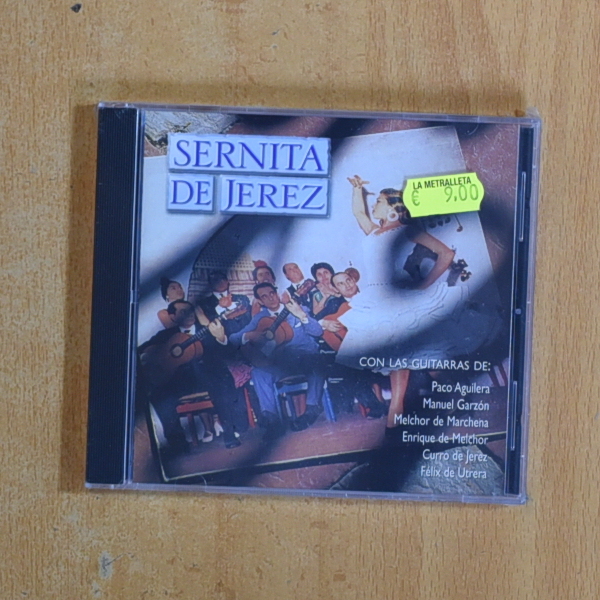 SERNITA
DE JEREZ
LA METRALLETA
€ 9.00
CON LAS GUITARRAS DE:
Paco Aguilera
Manuel Garzón
Melchor de Marchena
Enrique de Melchor
Curro de Jerez
Félix de Utrera